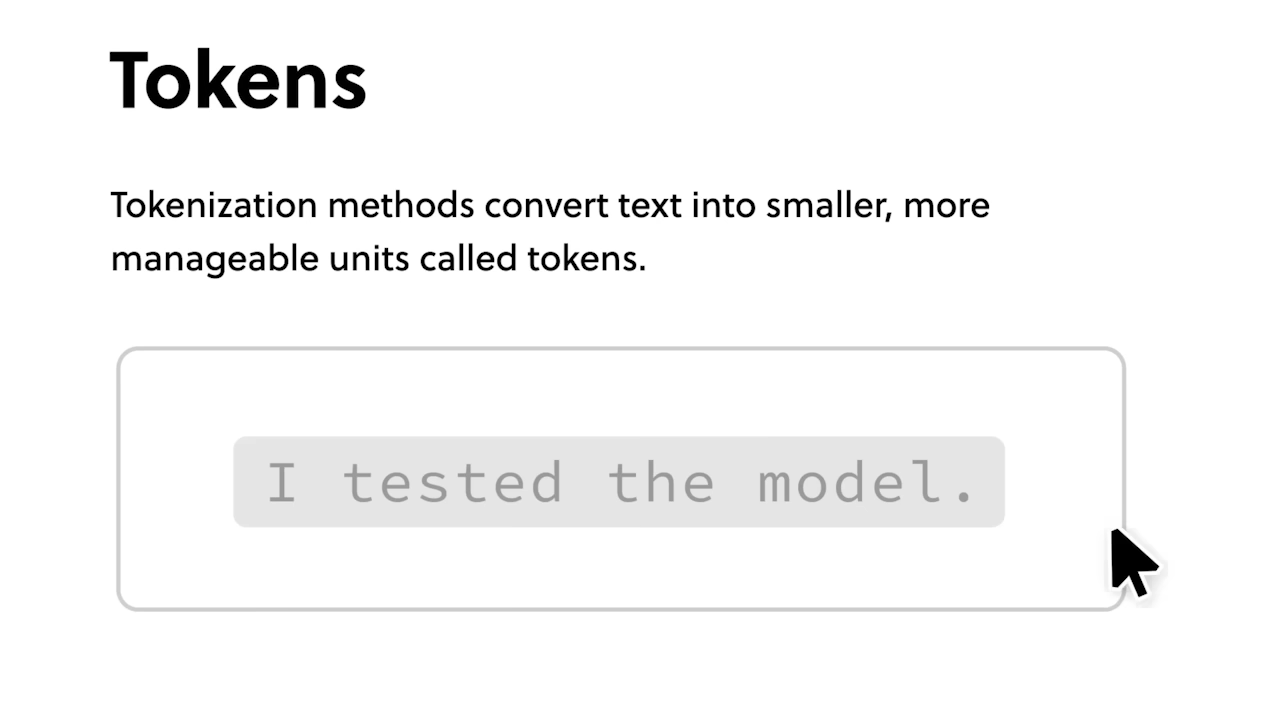 Tokens
Tokenization methods convert text into smaller, more
manageable units called tokens.
I tested the model.